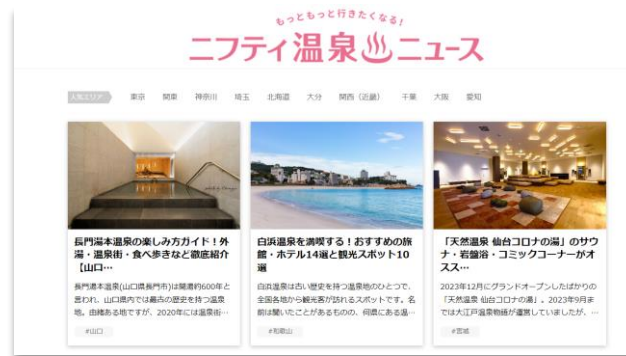 もっともっと行きたくなる!
ニフティ温泉 ニュース
人気エリア 東京 関東 神奈川 埼玉 北海道 大分 関西（近畿） 千葉 大阪 愛知
長門湯本温泉の楽しみ方ガイド！外
湯・温泉街・食べ歩きなど徹底紹介
【山口…
長門湯本温泉(山口県長門市)は開湯約600年と
言われ、山口県内では最古の歴史を持つ温泉
地。由緒ある地ですが、2020年には温泉街…
#山口
白浜温泉を満喫する！おすすめの旅
館・ホテル14選と観光スポット10
選
白浜温泉は古い歴史を持つ温泉地のひとつで、
全国各地から観光客が訪れるスポットです。名
前は聞いたことがあるものの、何県にある温…
#和歌山
「天然温泉 仙台コロナの湯」のサウ
ナ・岩盤浴・コミックコーナーがオ
スス…
2023年12月にグランドオープンしたばかりの
「天然温泉 仙台コロナの湯」。2023年9月ま
では大江戸温泉物語が運営していましたが、…
#宮城